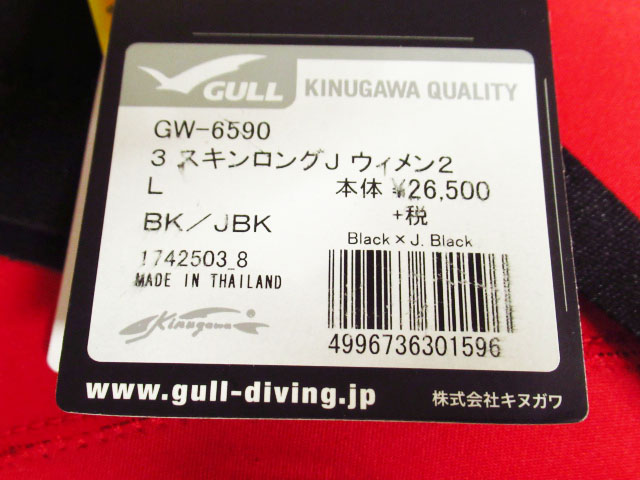 GULL KINUGAWA QUALITY
GW-6590
3 スキンロングJ ウィメン2
L 本体 ¥26,500
+税
BK/JBK
Black × J. Black
1742503_8
MADE IN THAILAND
Kinugawa
4996736301596
www.gull-diving.jp 株式会社キヌガワ